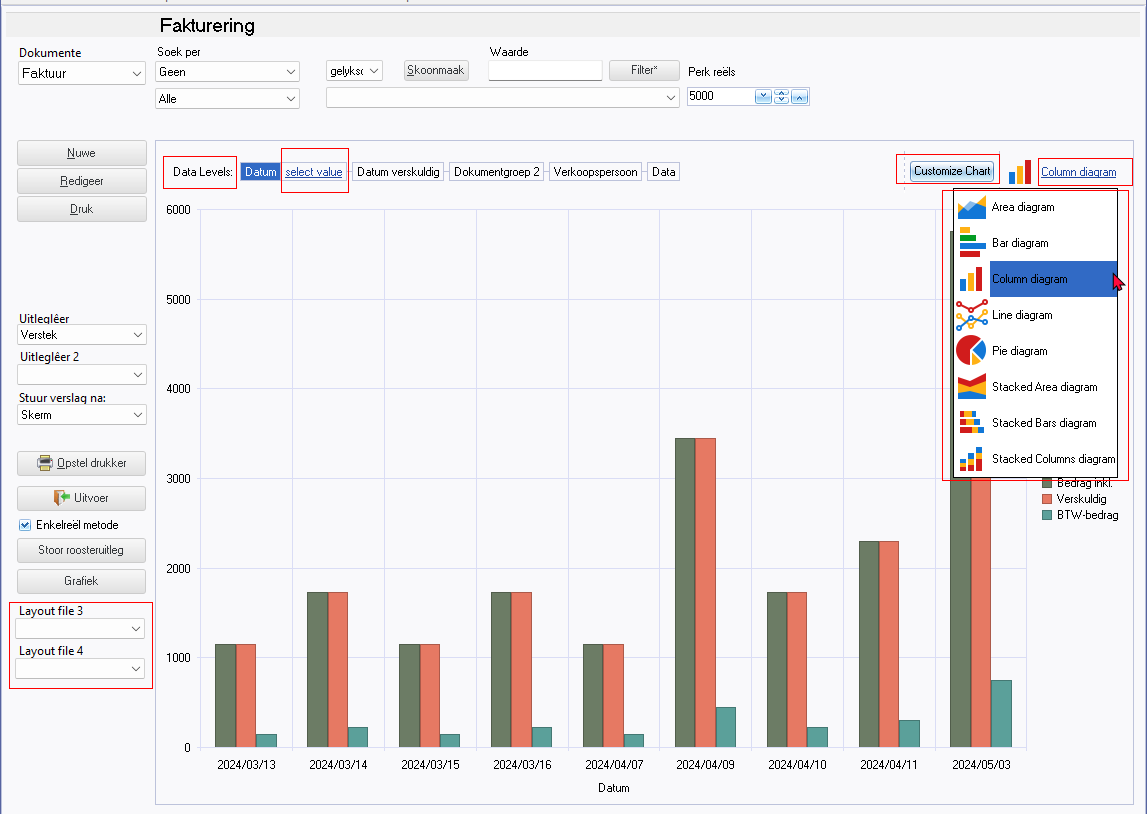 Fakturering
Dokumente
Faktuur
Soek per
Geen
Alle
gelyksc
Skoonmaak
Waarde
Filter*
Perk reëls
5000
Nuwe
Redigeer
Druk
Uitlegléer
Verstek
Uitlegléer 2
Stuur verslag na:
Skerm
Opstel drukker
Uitvoer
Enkelreël metode
Stoor roosteruitleg
Grafiek
Layout file 3
Layout file 4
Data Levels: Datum select value Datum verskuldig Dokumentgroep 2 Verkoopspersoon Data
Customize Chart Column diagram
Area diagram
Bar diagram
Column diagram
Line diagram
Pie diagram
Stacked Area diagram
Stacked Bars diagram
Stacked Columns diagram
Bedrag inkl.
Verskuldig
BTW-bedrag
6000
5000
4000
3000
2000
1000
0
2024/03/13 2024/03/14 2024/03/15 2024/03/16 2024/04/07 2024/04/09 2024/04/10 2024/04/11 2024/05/03
Datum